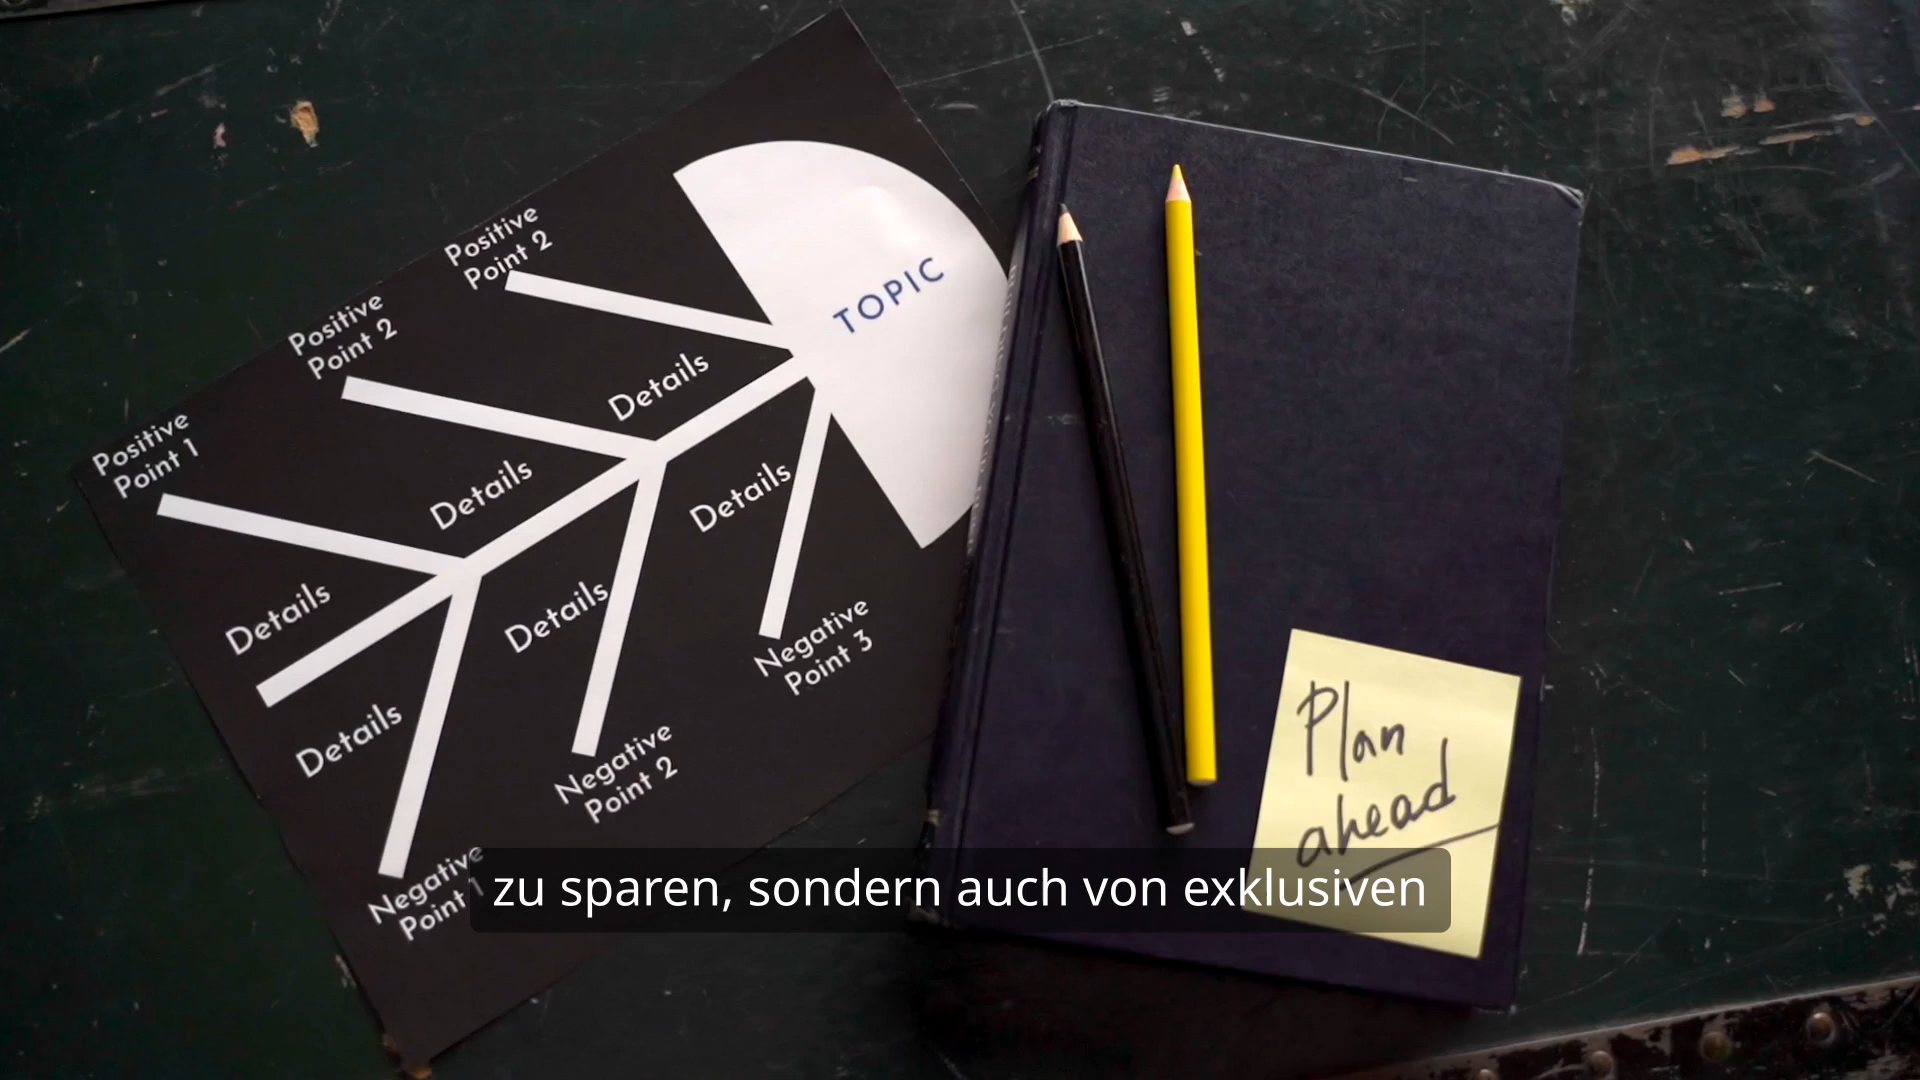 Positive
Point 2
Positive
Point 2
Positive
Point 1
TOPIC
Details
Details
Details
Details
Details
Details
Negative
Point 3
Negative
Point 2
Negative
Point 1
Plan
ahead
zu sparen, sondern auch von exklusiven